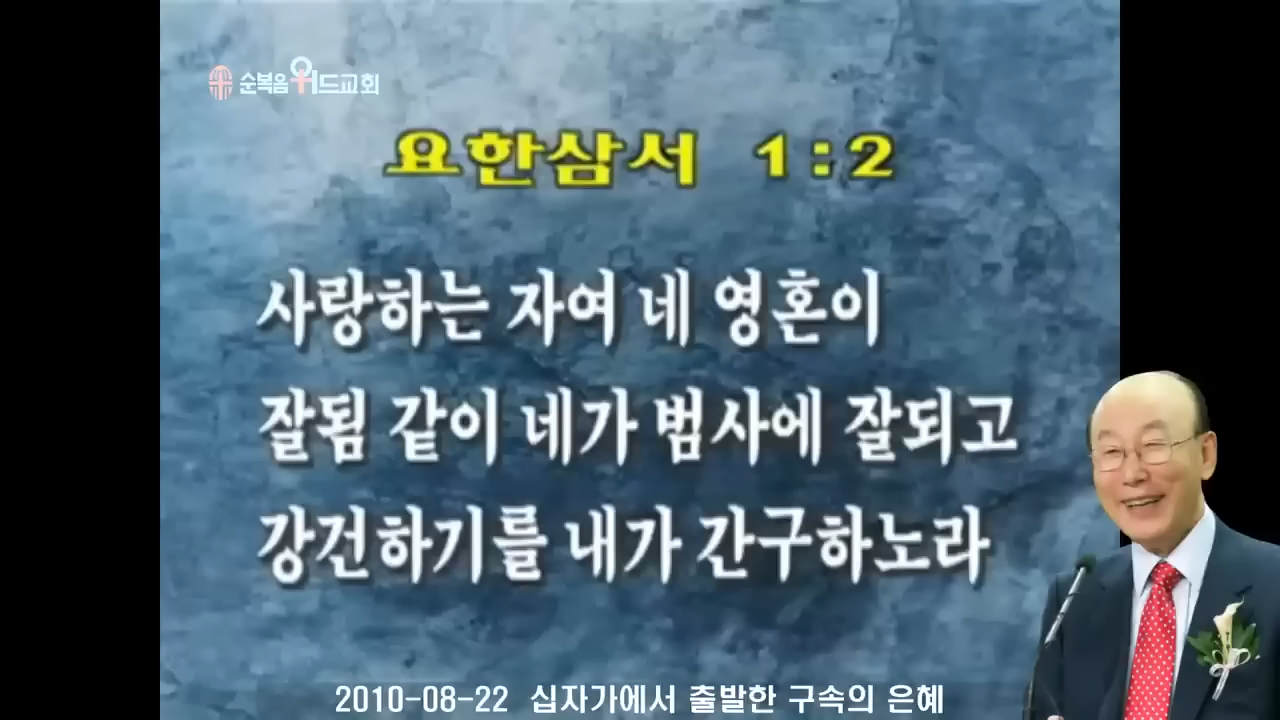 순복음위드교회
요한삼서 1:2
사랑하는 자여 네 영혼이
잘됨 같이 네가 범사에 잘되고
강건하기를 내가 간구하노라
2010-08-22 십자가에서 출발한 구속의 은혜